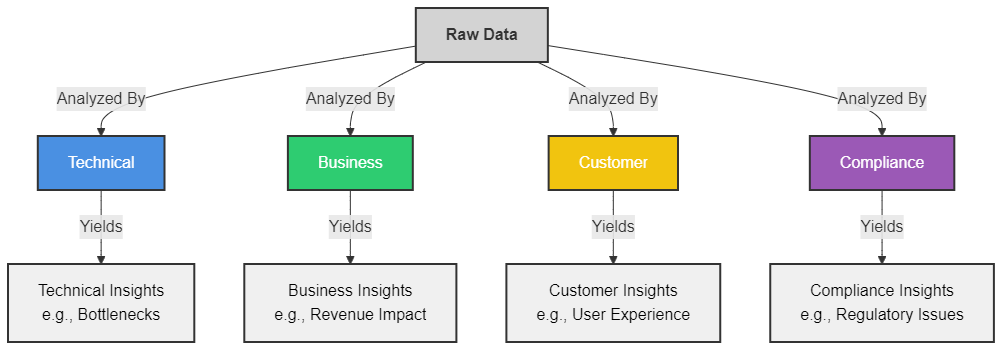 Raw Data
Analyzed By
Analyzed By
Analyzed By
Analyzed By
Technical
Business
Customer
Compliance
Yields
Yields
Yields
Yields
Technical Insights
e.g., Bottlenecks
Business Insights
e.g., Revenue Impact
Customer Insights
e.g., User Experience
Compliance Insights
e.g., Regulatory Issues